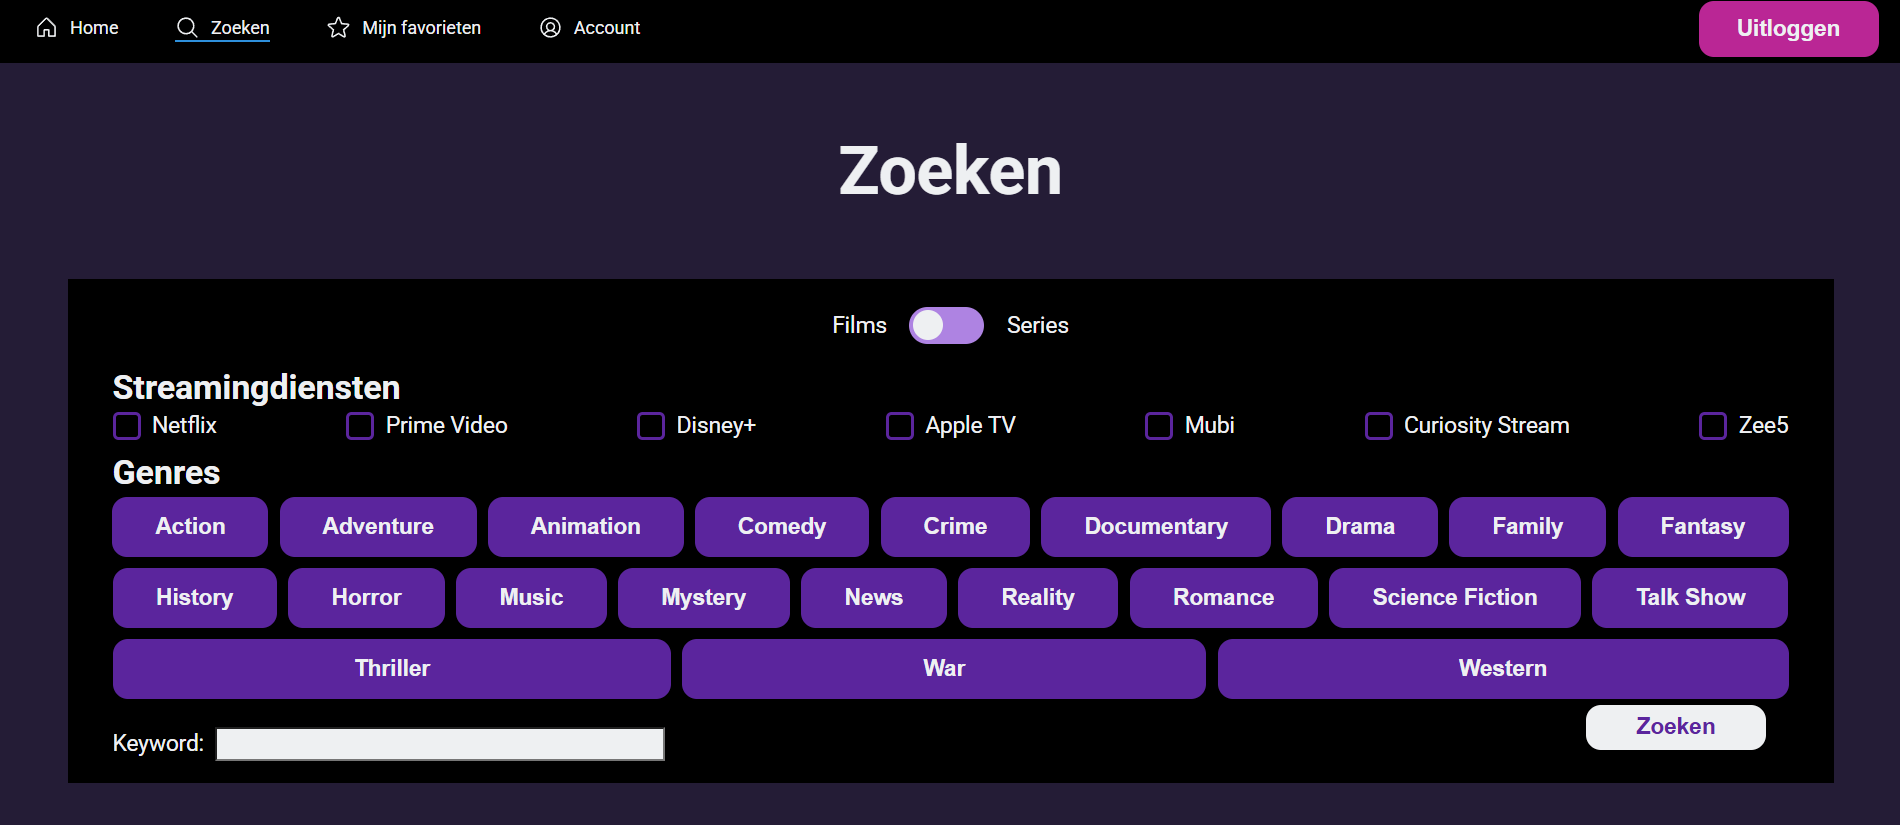 Home Zoeken Mijn favorieten Account Uitloggen
Zoeken
Films Series
Streamingdiensten
Netflix Prime Video Disney+ Apple TV Mubi Curiosity Stream Zee5
Genres
Action Adventure Animation Comedy Crime Documentary Drama Family Fantasy
History Horror Music Mystery News Reality Romance Science Fiction Talk Show
Thriller War Western
Keyword: Zoeken